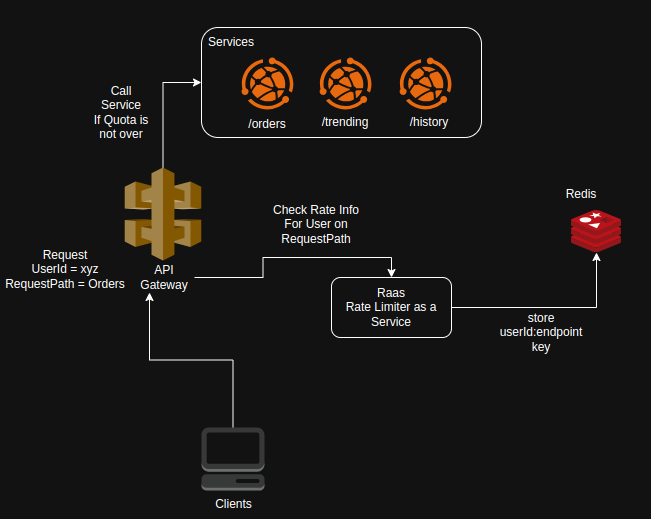 Services
/orders
/trending
/history
Call
Service
If Quota is
not over
Redis
Check Rate Info
For User on
RequestPath
Request
UserId = xyz
RequestPath = Orders
API
Gateway
Raas
Rate Limiter as a
Service
store
userId:endpoint
key
Clients